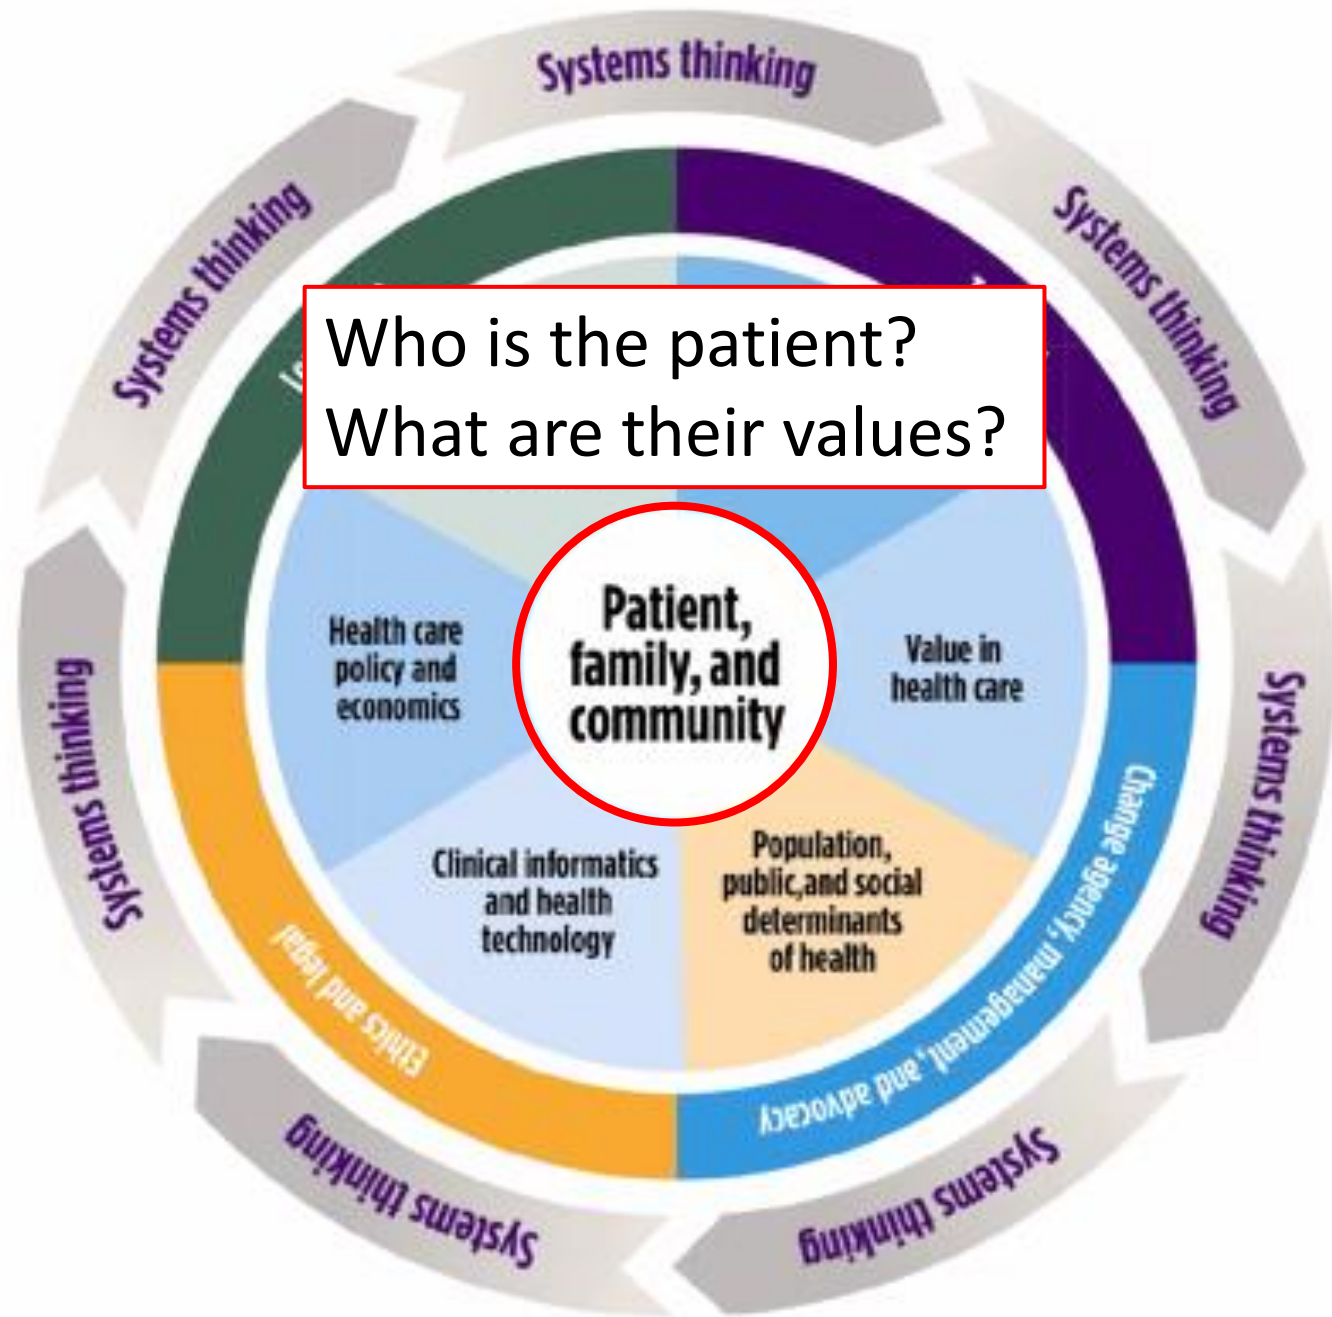 Systems thinking
Systems thinking
Systems thinking
Who is the patient?
What are their values?
Patient,
family, and
community
Health care
policy and
economics
Value in
health care
Clinical informatics
and health
technology
Population,
public,and social
determinants
of health
Systems thinking
Systems thinking
Ethics and legal
Change agency, management, and advocacy
Systems thinking
Systems thinking